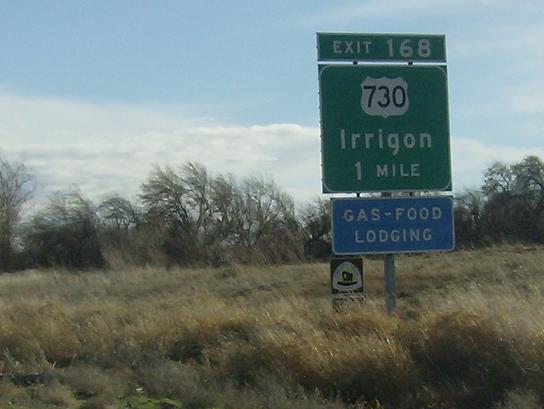 EXIT 168
730
Irrigon
1 MILE
GAS-FOOD
LODGING